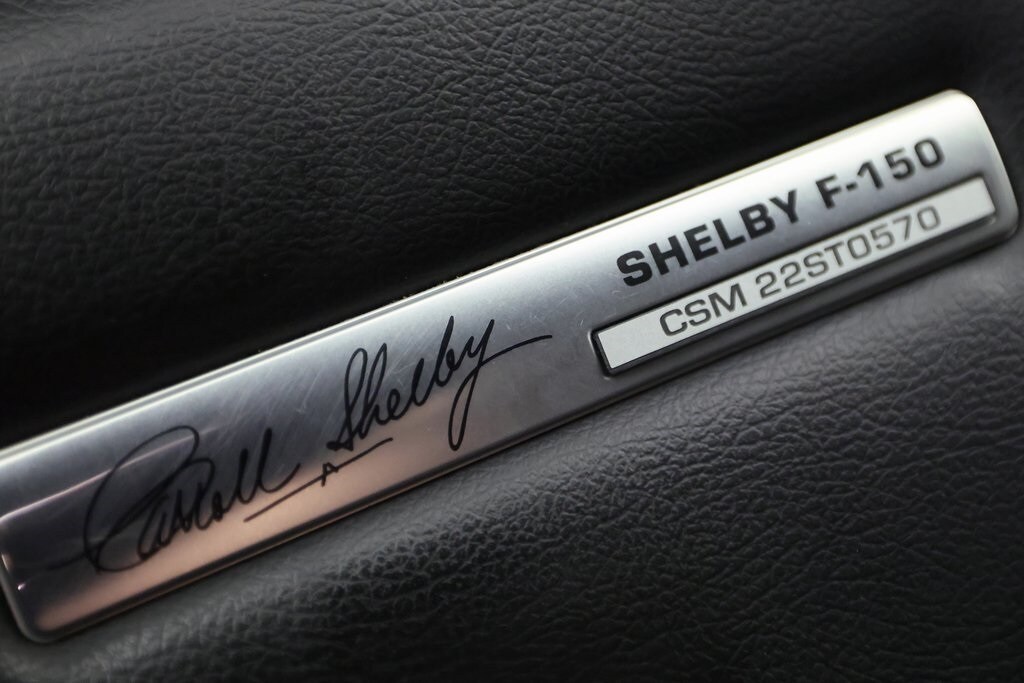 SHELBY F-150
CSM 22ST0570
Carroll Shelby